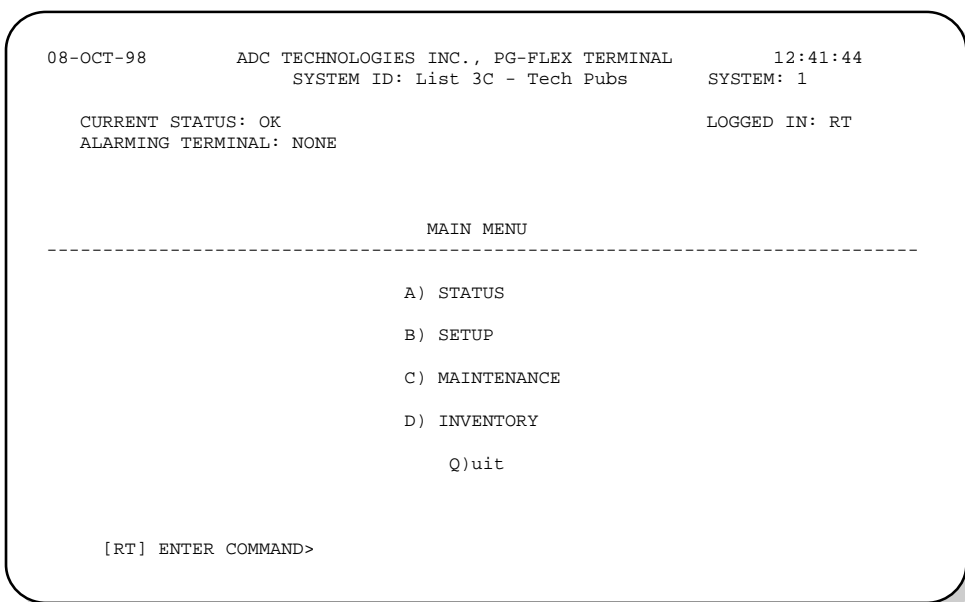 08-OCT-98 ADC TECHNOLOGIES INC., PG-FLEX TERMINAL 12:41:44
SYSTEM ID: List 3C - Tech Pubs SYSTEM: 1
CURRENT STATUS: OK LOGGED IN: RT
ALARMING TERMINAL: NONE
MAIN MENU
------------------------------------------------------------------------------
A) STATUS
B) SETUP
C) MAINTENANCE
D) INVENTORY
Q)uit
[RT] ENTER COMMAND>